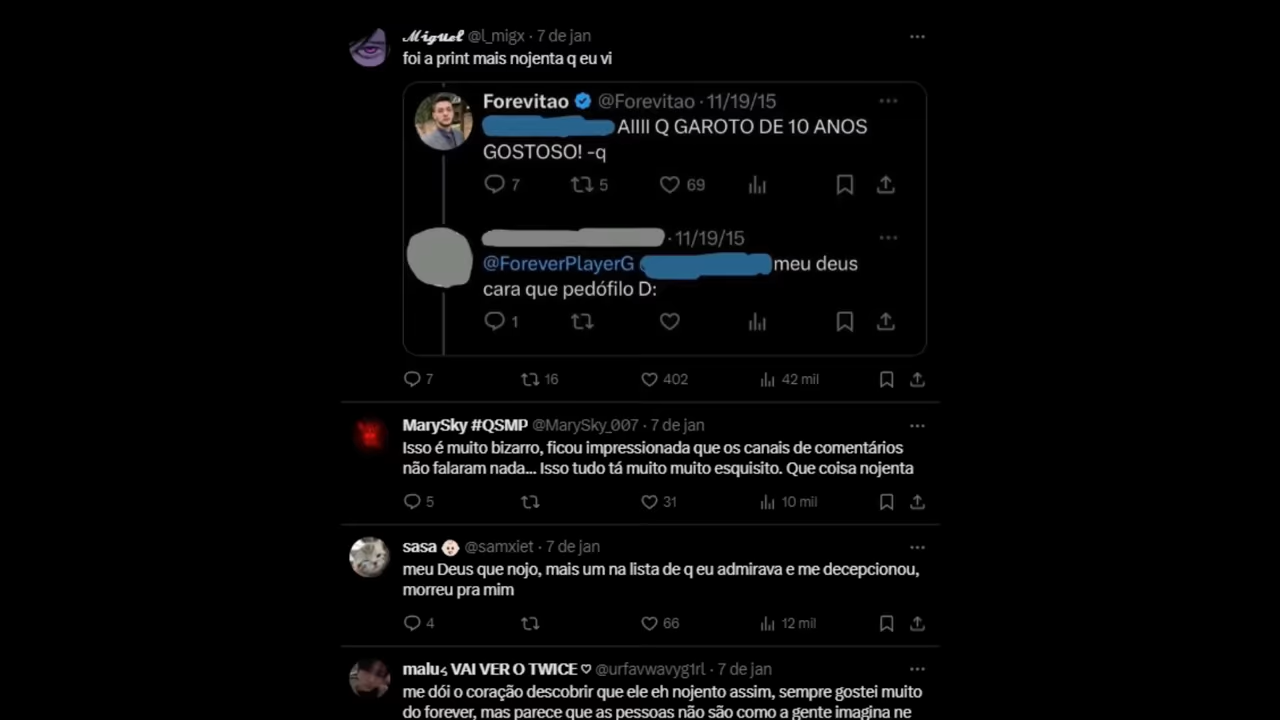 Miguel @l_migx · 7 de jan
foi a print mais nojenta q eu vi
Forevitao @Forevitao · 11/19/15
AIIII Q GAROTO DE 10 ANOS
GOSTOSO! -q
7 5 69
· 11/19/15
@ForeverPlayerG meu deus
cara que pedófilo D:
1
7 16 402 42 mil
MarySky #QSMP @MarySky_007 · 7 de jan
Isso é muito bizarro, ficou impressionada que os canais de comentários
não falaram nada... Isso tudo tá muito muito esquisito. Que coisa nojenta
5 31 10 mil
sasa @samxiet · 7 de jan
meu Deus que nojo, mais um na lista de q eu admirava e me decepcionou,
morreu pra mim
4 66 12 mil
malu VAI VER O TWICE ♡ @urfavwavyg1rl · 7 de jan
me dói o coração descobrir que ele eh nojento assim, sempre gostei muito
do forever, mas parece que as pessoas não são como a gente imagina ne